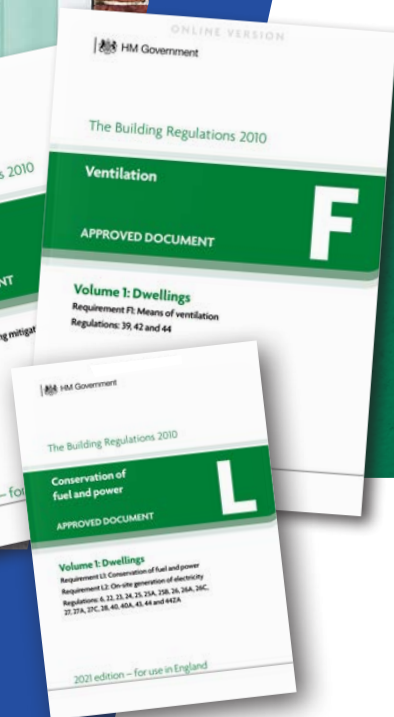 ONLINE VERSION
HM Government
The Building Regulations 2010
Ventilation
F
APPROVED DOCUMENT
Volume 1: Dwellings
Requirement F1: Means of ventilation
Regulations: 39, 42 and 44
s 2010
NT
ng mitigat
– for
HM Government
The Building Regulations 2010
Conservation of
fuel and power
L
APPROVED DOCUMENT
Volume 1: Dwellings
Requirement L1: Conservation of fuel and power
Requirement L2: On-site generation of electricity
Regulations: 6, 22, 23, 24, 25, 25A, 25B, 26, 26A, 26C,
27, 27A, 27C, 28, 40, 40A, 43, 44 and 44ZA
2021 edition – for use in England